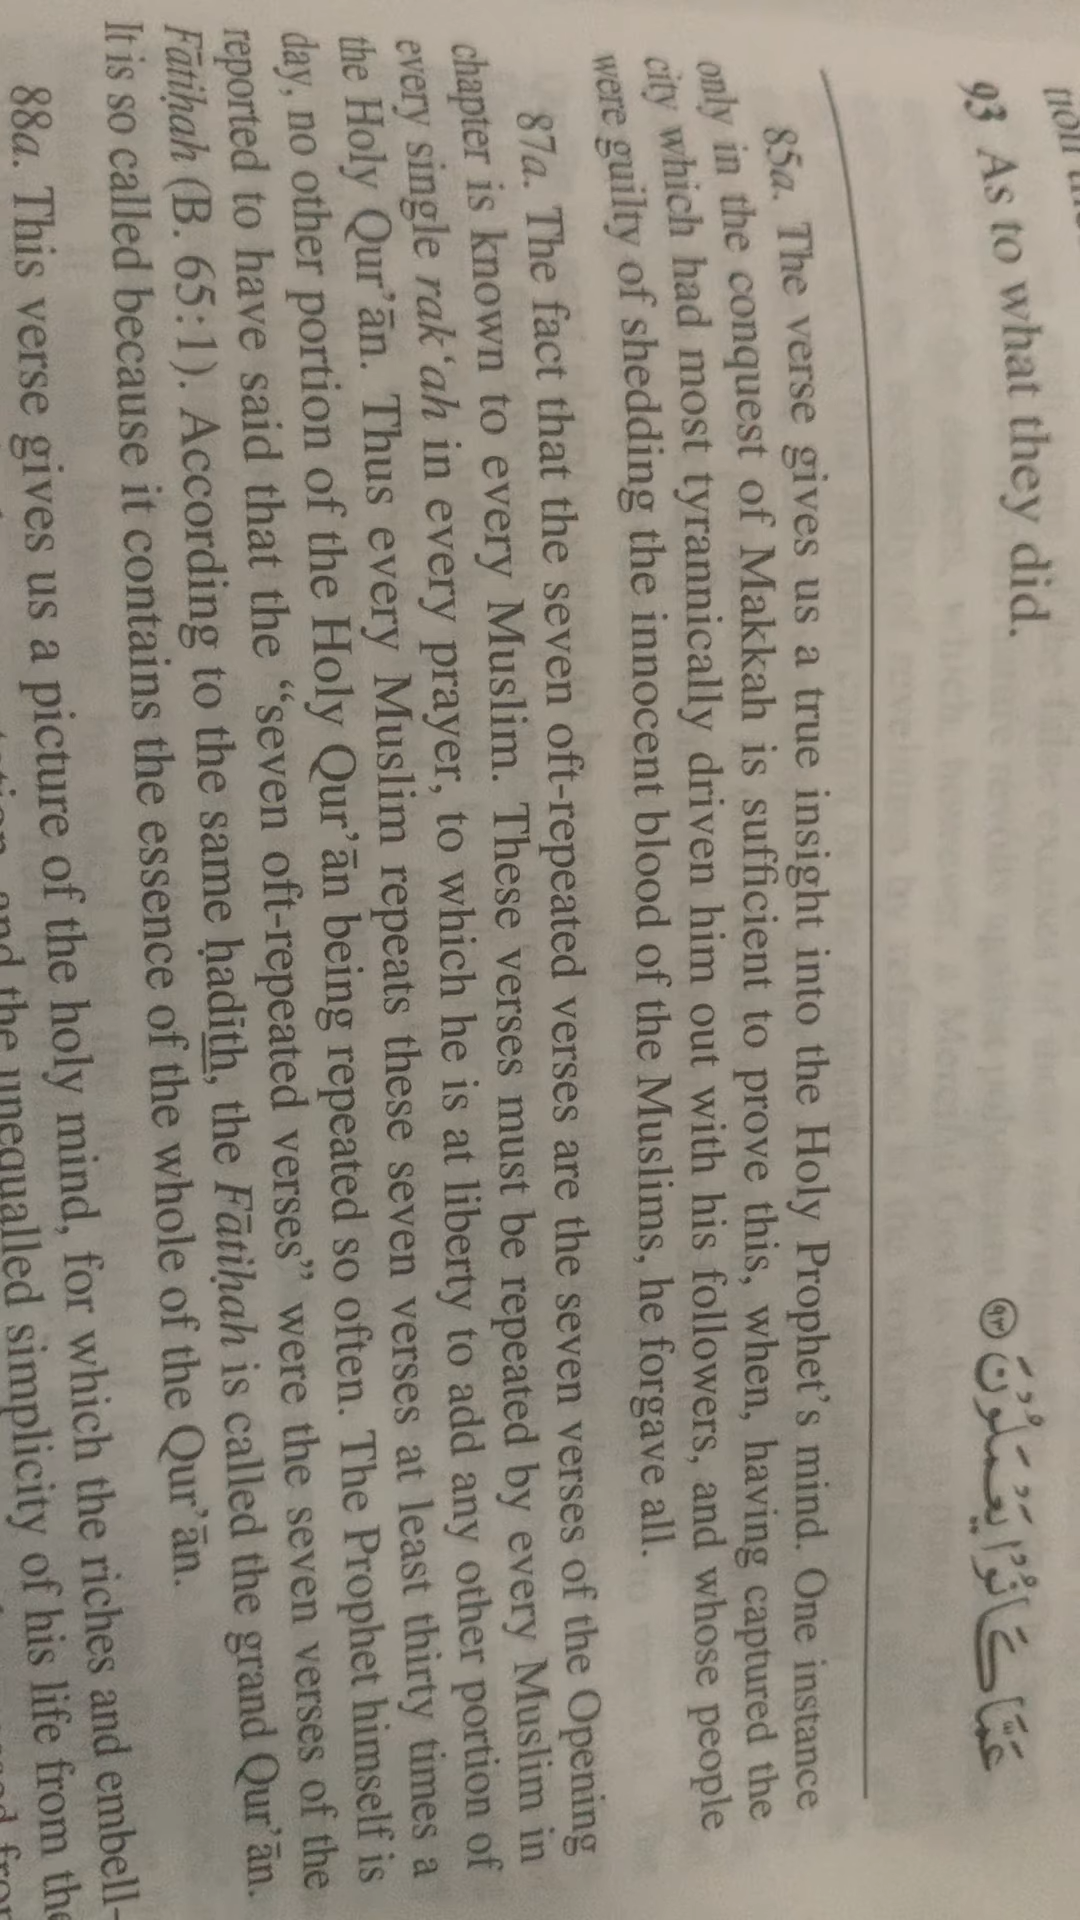 93 As to what they did.
عَمَّا كَانُوْا يَعْمَلُوْنَ ﴿٩٣﴾
85a. The verse gives us a true insight into the Holy Prophet’s mind. One instance
only in the conquest of Makkah is sufficient to prove this, when, having captured the
city which had most tyrannically driven him out with his followers, and whose people
were guilty of shedding the innocent blood of the Muslims, he forgave all.
87a. The fact that the seven oft-repeated verses are the seven verses of the Opening
chapter is known to every Muslim. These verses must be repeated by every Muslim in
every single rak‘ah in every prayer, to which he is at liberty to add any other portion of
the Holy Qur’ān. Thus every Muslim repeats these seven verses at least thirty times a
day, no other portion of the Holy Qur’ān being repeated so often. The Prophet himself is
reported to have said that the “seven oft-repeated verses” were the seven verses of the
Fātiḥah (B. 65:1). According to the same ḥadīth, the Fātiḥah is called the grand Qur’ān.
It is so called because it contains the essence of the whole of the Qur’ān.
88a. This verse gives us a picture of the holy mind, for which the riches and embell-
and the unequalled simplicity of his life from the